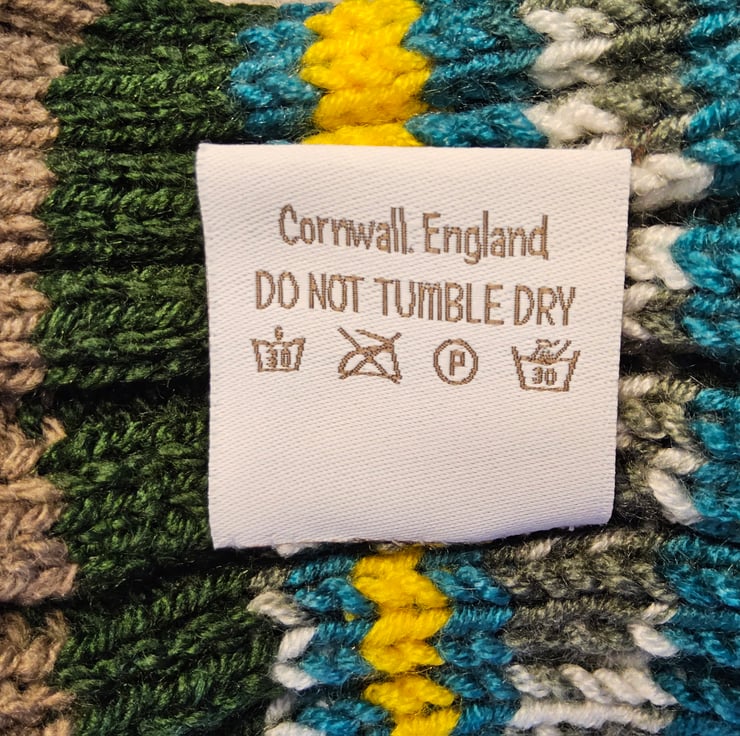 Cornwall. England
DO NOT TUMBLE DRY
30 P 30